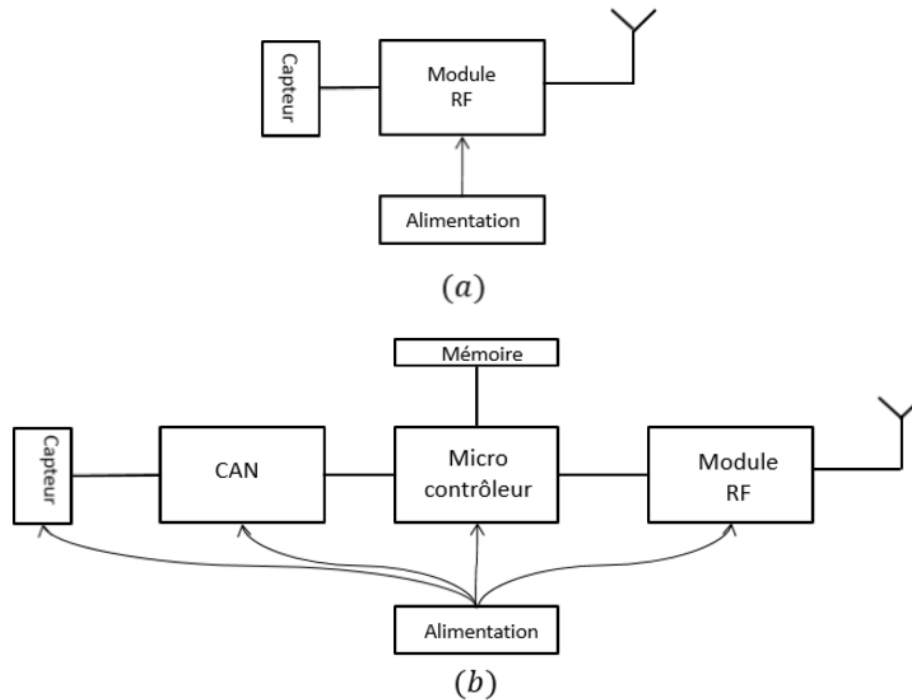 Capteur
Module
RF
Alimentation
(a)
Mémoire
Capteur
CAN
Micro
contrôleur
Module
RF
Alimentation
(b)